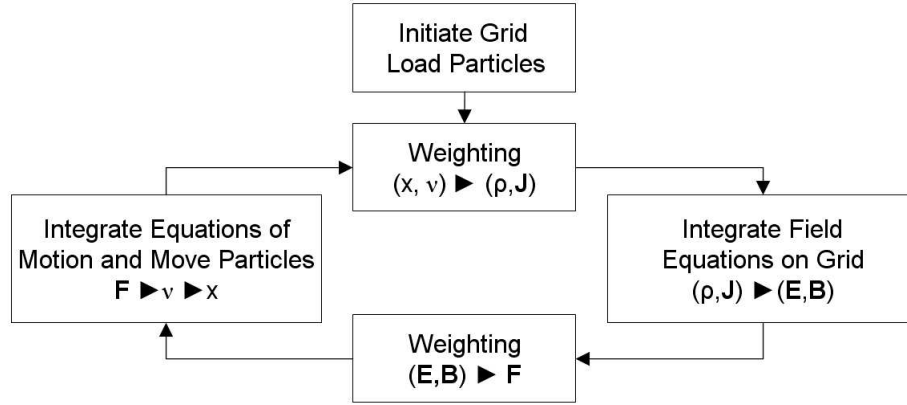 Initiate Grid
Load Particles
Weighting
(x, ν) ► (ρ,J)
Integrate Equations of
Motion and Move Particles
F ►ν ►x
Integrate Field
Equations on Grid
(ρ,J) ►(E,B)
Weighting
(E,B) ► F